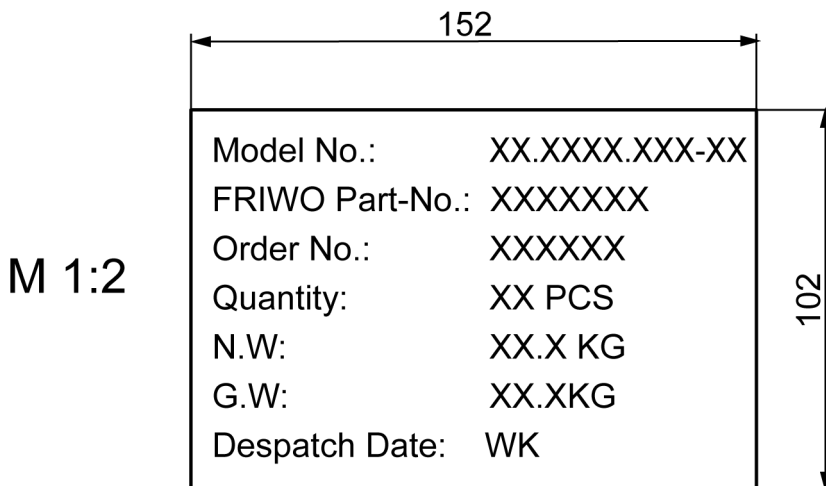 152
Model No.: XX.XXXX.XXX-XX
FRIWO Part-No.: XXXXXXX
Order No.: XXXXXX
M 1:2
Quantity: XX PCS
102
N.W: XX.X KG
G.W: XX.XKG
Despatch Date: WK